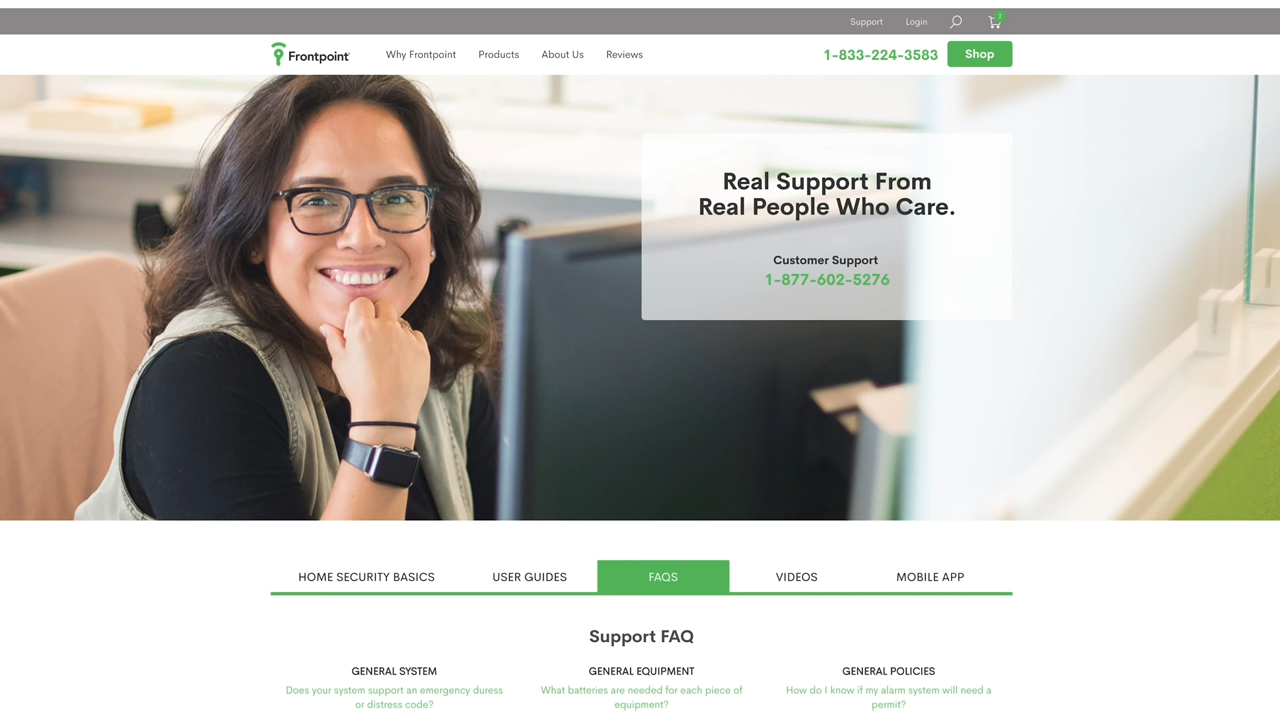 Support Login 2
Frontpoint Why Frontpoint Products About Us Reviews 1-833-224-3583 Shop
Real Support From
Real People Who Care.
Customer Support
1-877-602-5276
HOME SECURITY BASICS USER GUIDES FAQS VIDEOS MOBILE APP
Support FAQ
GENERAL SYSTEM
Does your system support an emergency duress
or distress code?
GENERAL EQUIPMENT
What batteries are needed for each piece of
equipment?
GENERAL POLICIES
How do I know if my alarm system will need a
permit?